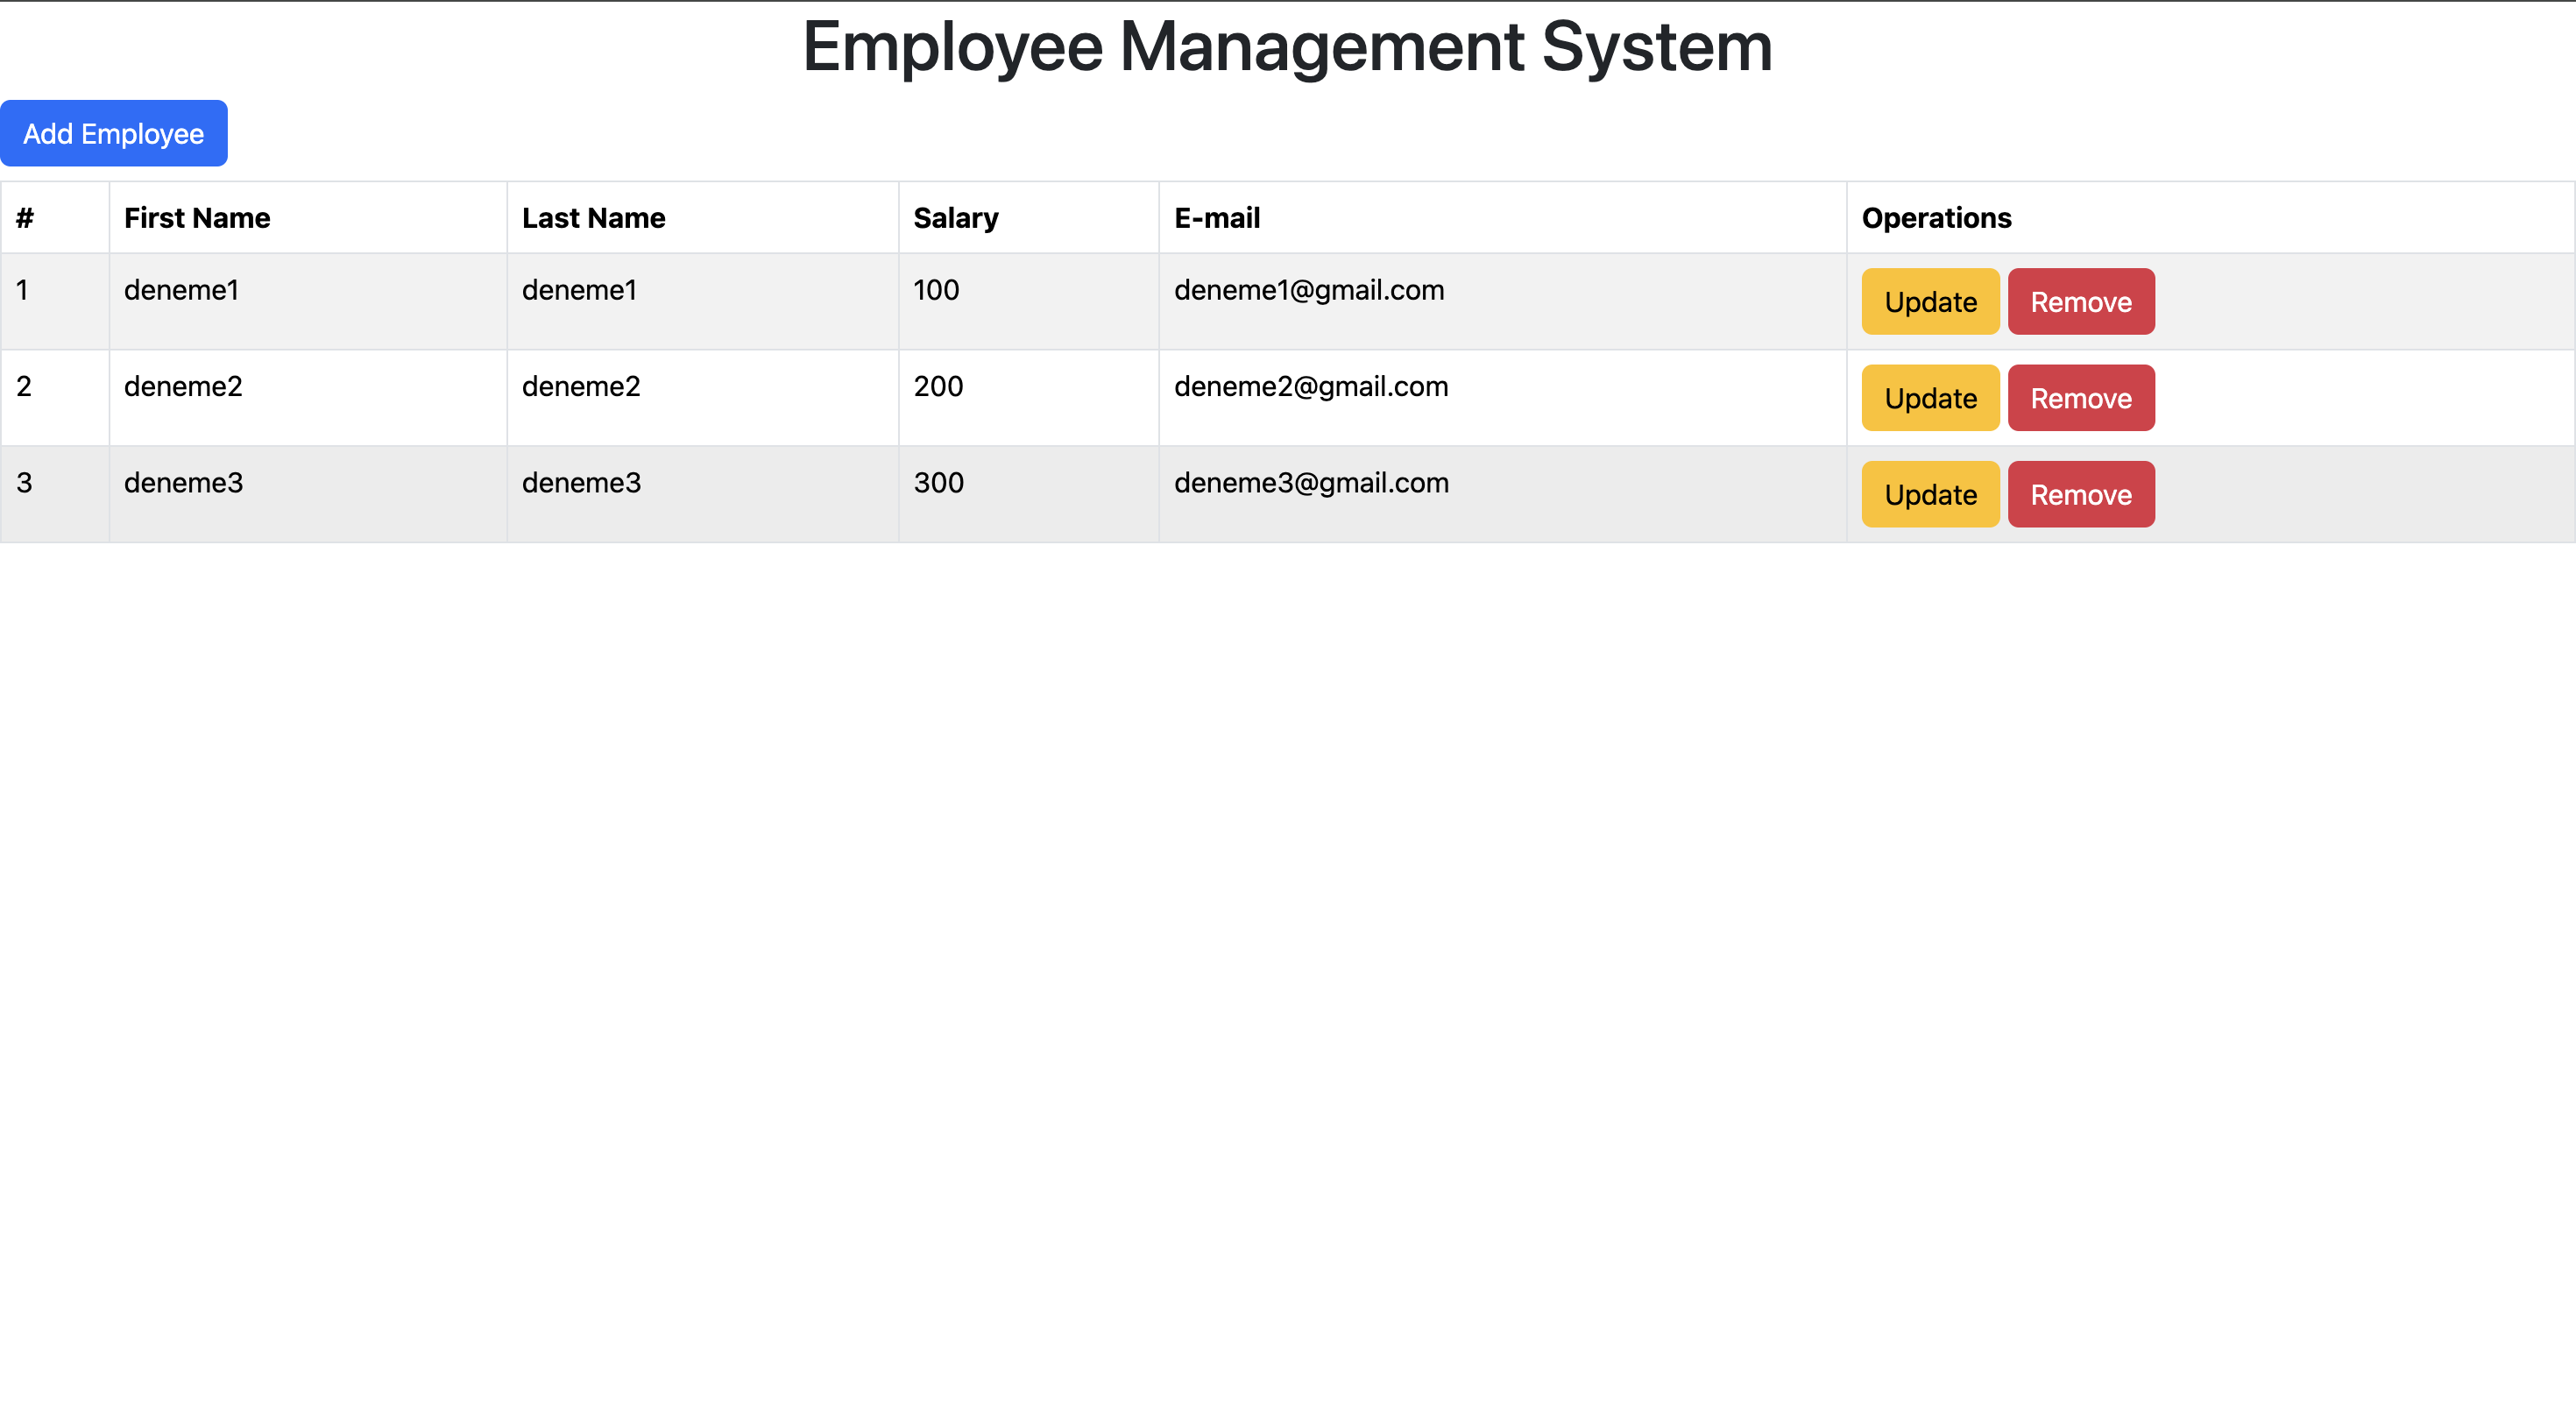 Employee Management System
Add Employee
# First Name Last Name Salary E-mail Operations
1 deneme1 deneme1 100 deneme1@gmail.com Update Remove
2 deneme2 deneme2 200 deneme2@gmail.com Update Remove
3 deneme3 deneme3 300 deneme3@gmail.com Update Remove